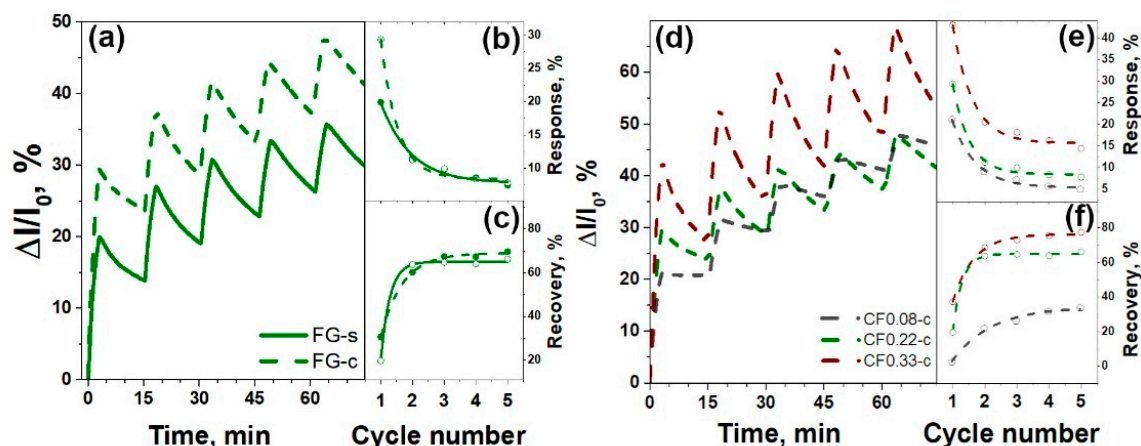 (a)
ΔI/I₀, %
50
40
30
20
10
0
0 15 30 45 60
Time, min
FG-s
FG-c
(b)
30
20
15
10
5
Response, %
(c)
80
60
40
20
Recovery, %
1 2 3 4 5
Cycle number
(d)
ΔI/I₀, %
60
50
40
30
20
10
0
0 15 30 45 60
Time, min
CF0.08-c
CF0.22-c
CF0.33-c
(e)
40
30
20
15
10
5
Response, %
(f)
80
60
40
20
0
Recovery, %
1 2 3 4 5
Cycle number